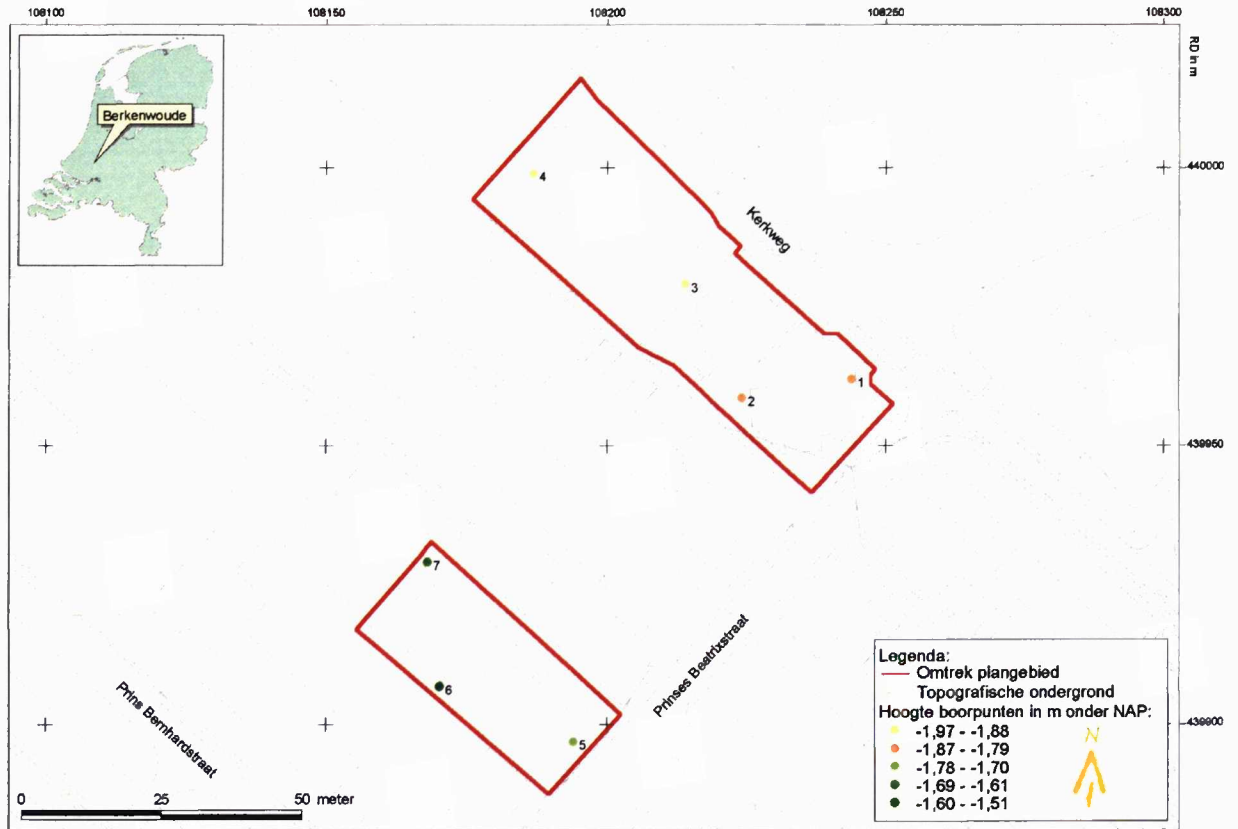 108100 108150 108200 108250 108300
RD in m
Berkenwoude
440000
4
Kerkweg
3
1
2
439950
7
6
Prinses Beatrixstraat
Prins Bernhardstraat
5
439900
Legenda:
Omtrek plangebied
Topografische ondergrond
Hoogte boorpunten in m onder NAP:
-1,97 - -1,88
-1,87 - -1,79
-1,78 - -1,70
-1,69 - -1,61
-1,60 - -1,51
N
0 25 50 meter